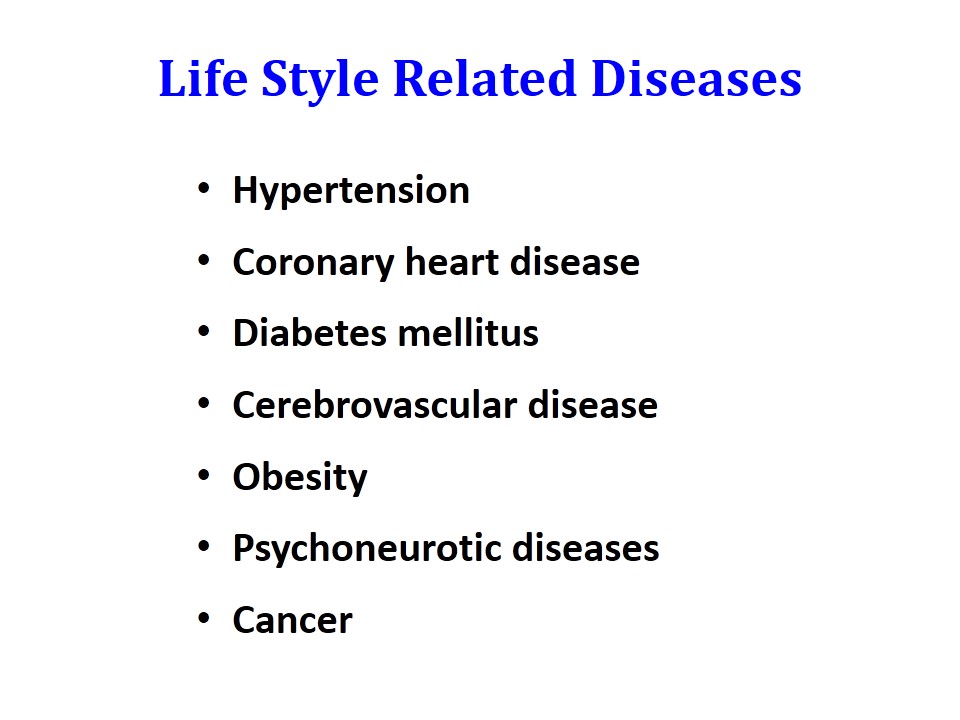 Life Style Related Diseases
• Hypertension
• Coronary heart disease
• Diabetes mellitus
• Cerebrovascular disease
• Obesity
• Psychoneurotic diseases
• Cancer